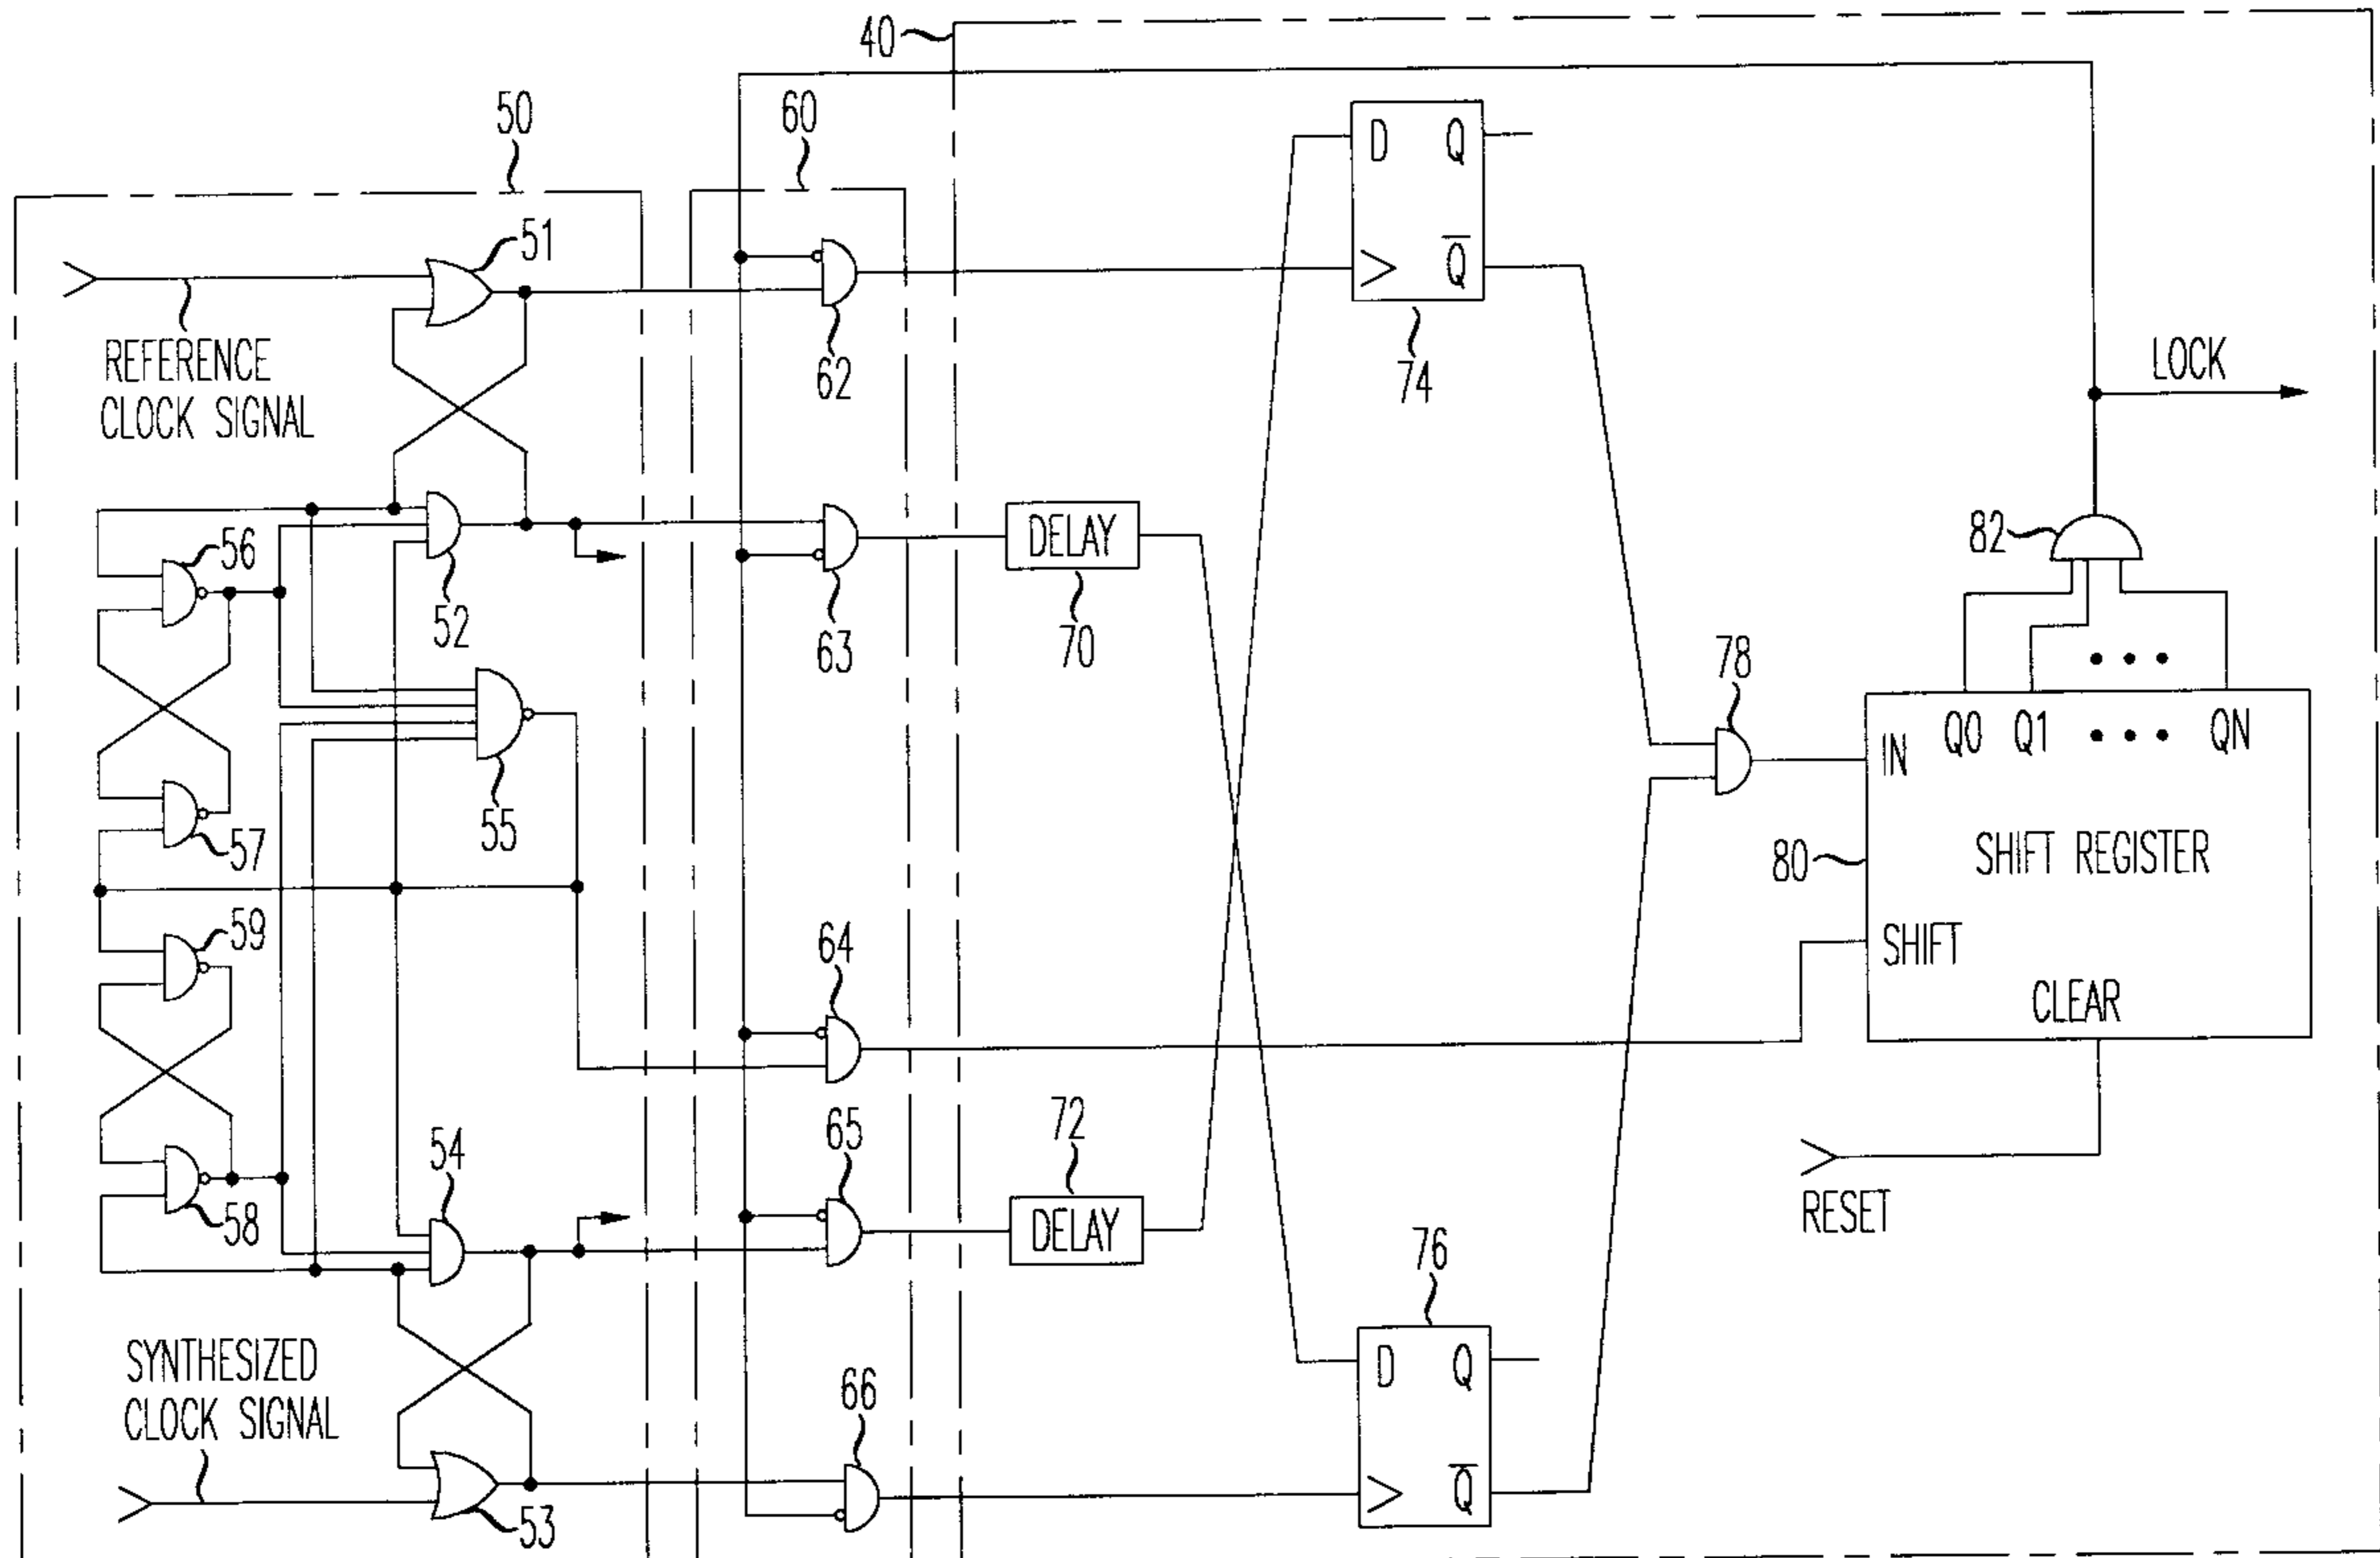 40
50
60
51
REFERENCE
CLOCK SIGNAL
62
D Q
> Q̅
74
LOCK
56
52
63
DELAY
70
82
78
57
55
IN Q0 Q1 • • • QN
80
SHIFT REGISTER
SHIFT
CLEAR
59
64
65
72
DELAY
54
58
RESET
76
D Q
> Q̅
SYNTHESIZED
CLOCK SIGNAL
66
53